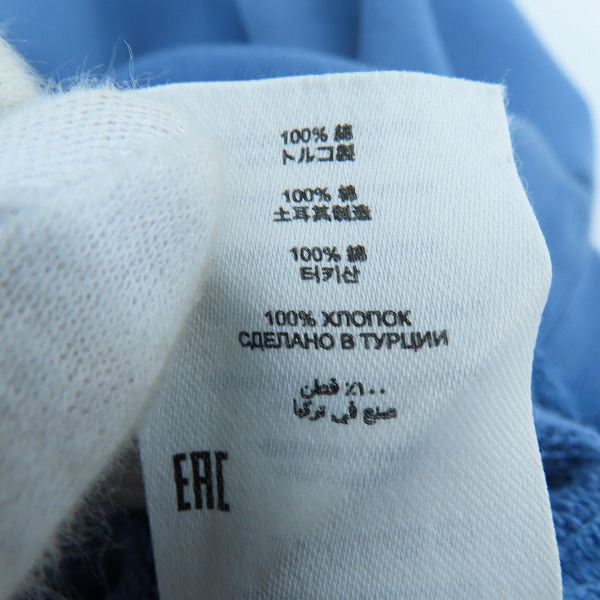 100% 綿
トルコ製
100% 綿
土耳其制造
100% 綿
터키산
100% ХЛОПОК
СДЕЛАНО В ТУРЦИИ
١٠٠٪ قطن
صنع في تركيا
EAC